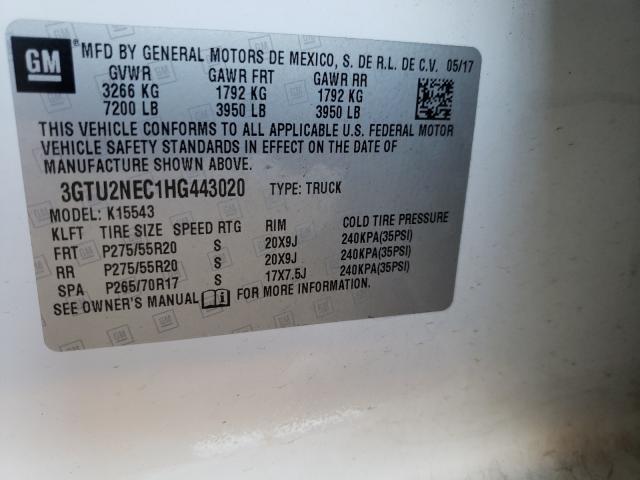 GM ® MFD BY GENERAL MOTORS DE MEXICO, S. DE R.L. DE C.V. 05/17
GVWR GAWR FRT GAWR RR
3266 KG 1792 KG 1792 KG
7200 LB 3950 LB 3950 LB
THIS VEHICLE CONFORMS TO ALL APPLICABLE U.S. FEDERAL MOTOR
VEHICLE SAFETY STANDARDS IN EFFECT ON THE DATE OF
MANUFACTURE SHOWN ABOVE.
3GTU2NEC1HG443020 TYPE: TRUCK
MODEL: K15543
KLFT TIRE SIZE SPEED RTG RIM COLD TIRE PRESSURE
FRT P275/55R20 S 20X9J 240KPA(35PSI)
RR P275/55R20 S 20X9J 240KPA(35PSI)
SPA P265/70R17 S 17X7.5J 240KPA(35PSI)
SEE OWNER'S MANUAL FOR MORE INFORMATION.